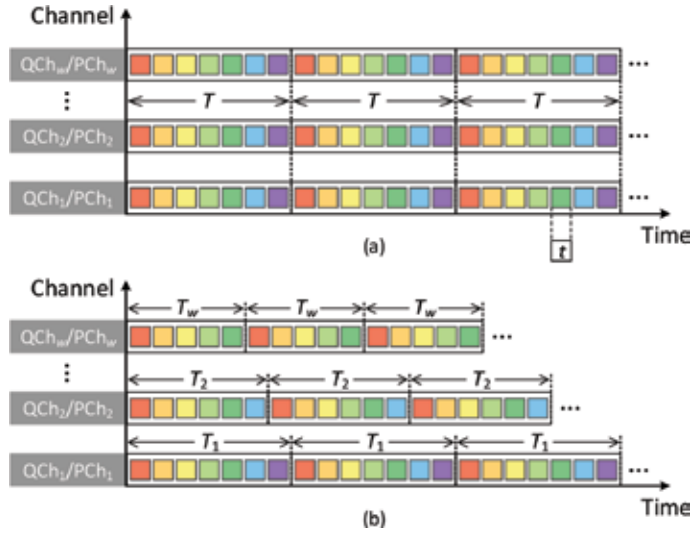 Channel
QChw/PChw
...
T T T
QCh2/PCh2
...
QCh1/PCh1
...
Time
(a)
t
Channel
Tw Tw Tw
QChw/PChw
...
T2 T2 T2
QCh2/PCh2
...
T1 T1 T1
QCh1/PCh1
...
Time
(b)